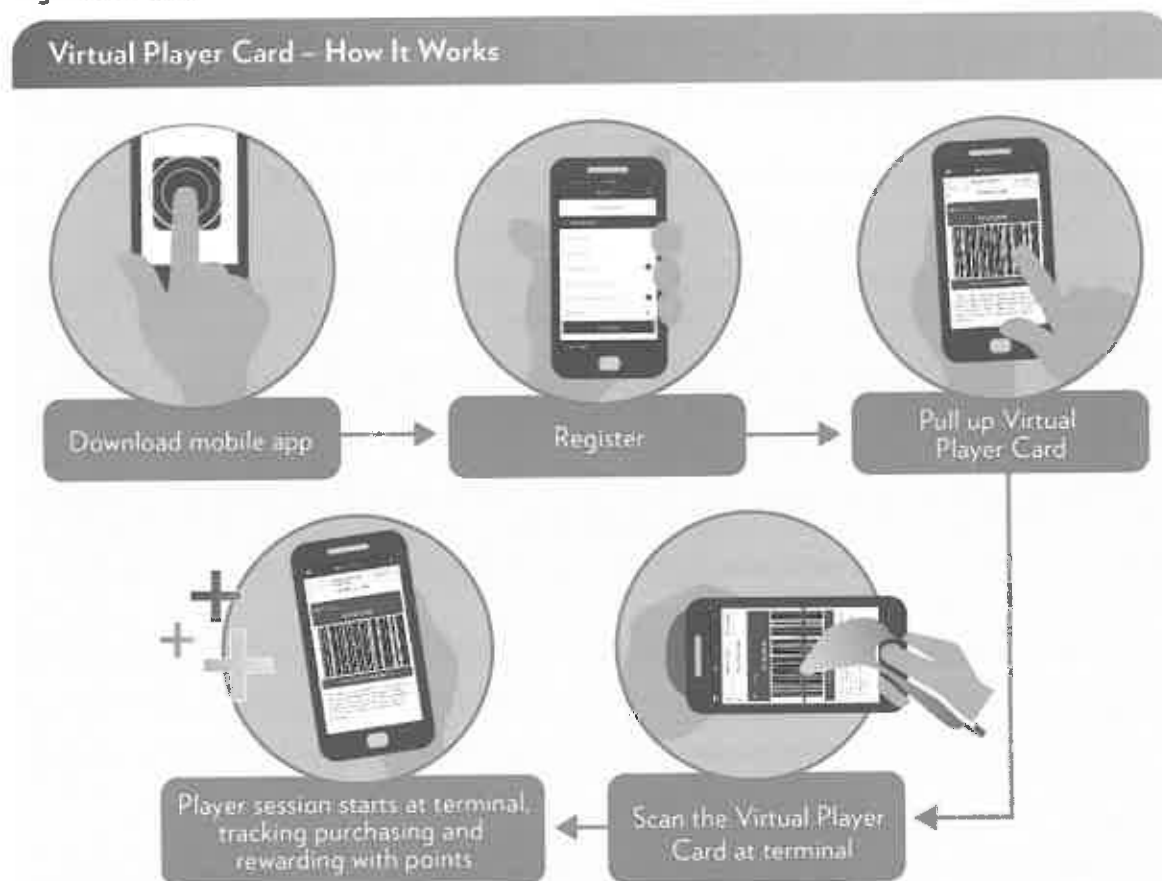 Virtual Player Card – How It Works
Download mobile app
Register
Pull up Virtual
Player Card
Scan the Virtual Player
Card at terminal
Player session starts at terminal,
tracking purchasing and
rewarding with points